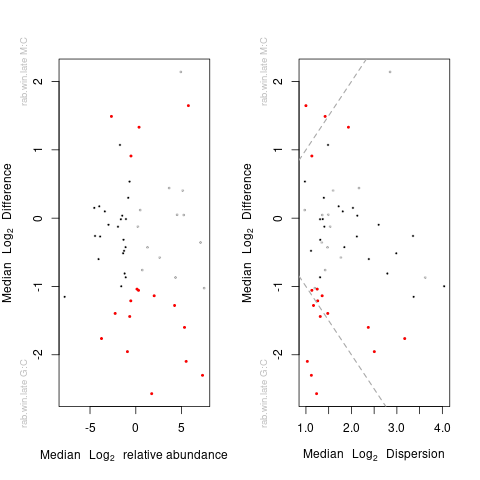 rab.win.late M:C
Median Log2 Difference
rab.win.late G:C
2
1
0
-1
-2
-5
0
5
Median Log2 relative abundance
rab.win.late M:C
Median Log2 Difference
rab.win.late G:C
2
1
0
-1
-2
1.0
2.0
3.0
4.0
Median Log2 Dispersion